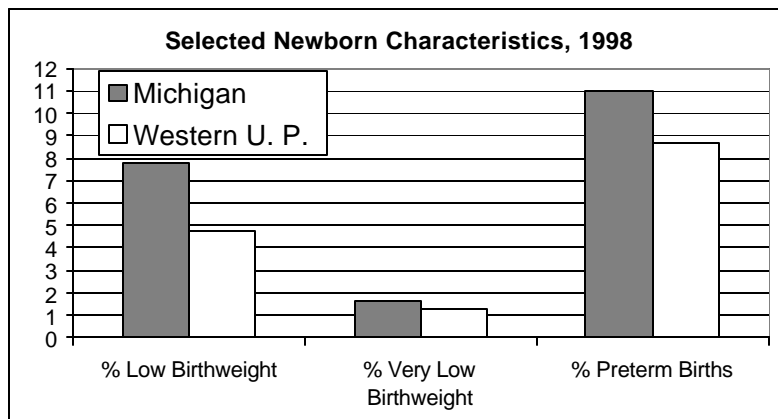 Selected Newborn Characteristics, 1998
12
11
10
9
8
7
6
5
4
3
2
1
0
Michigan
Western U. P.
% Low Birthweight
% Very Low
Birthweight
% Preterm Births